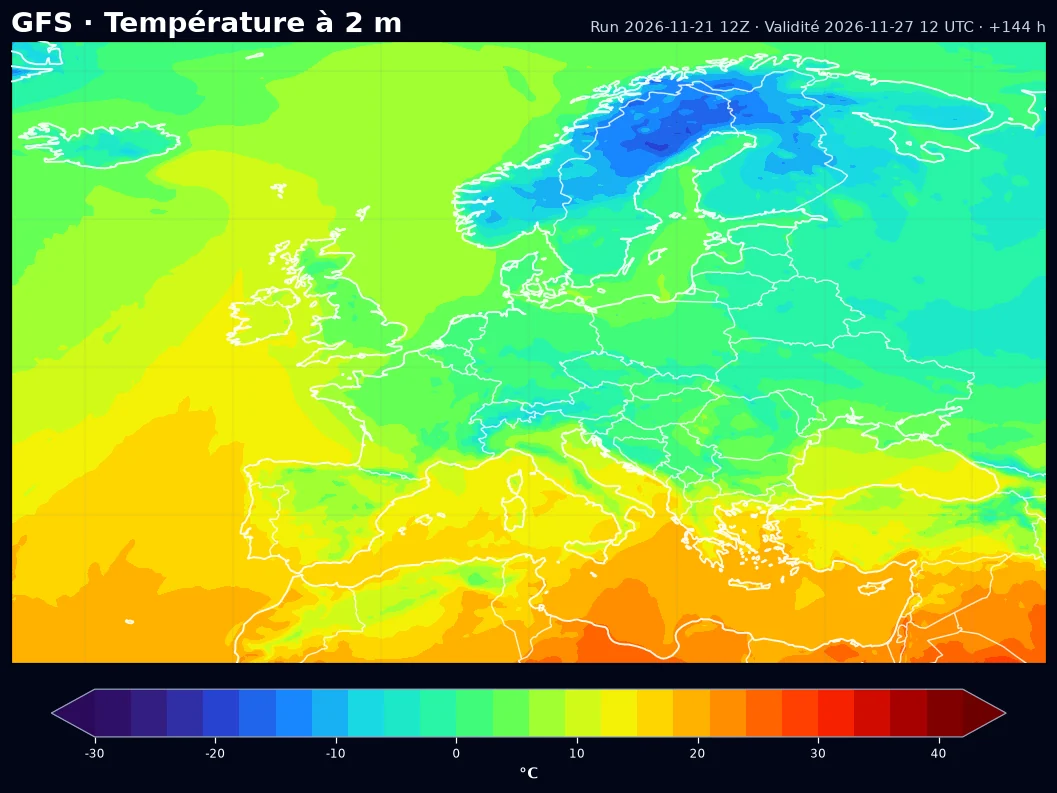 GFS · Température à 2 m
Run 2026-11-21 12Z · Validité 2026-11-27 12 UTC · +144 h
-30 -20 -10 0 10 20 30 40
°C